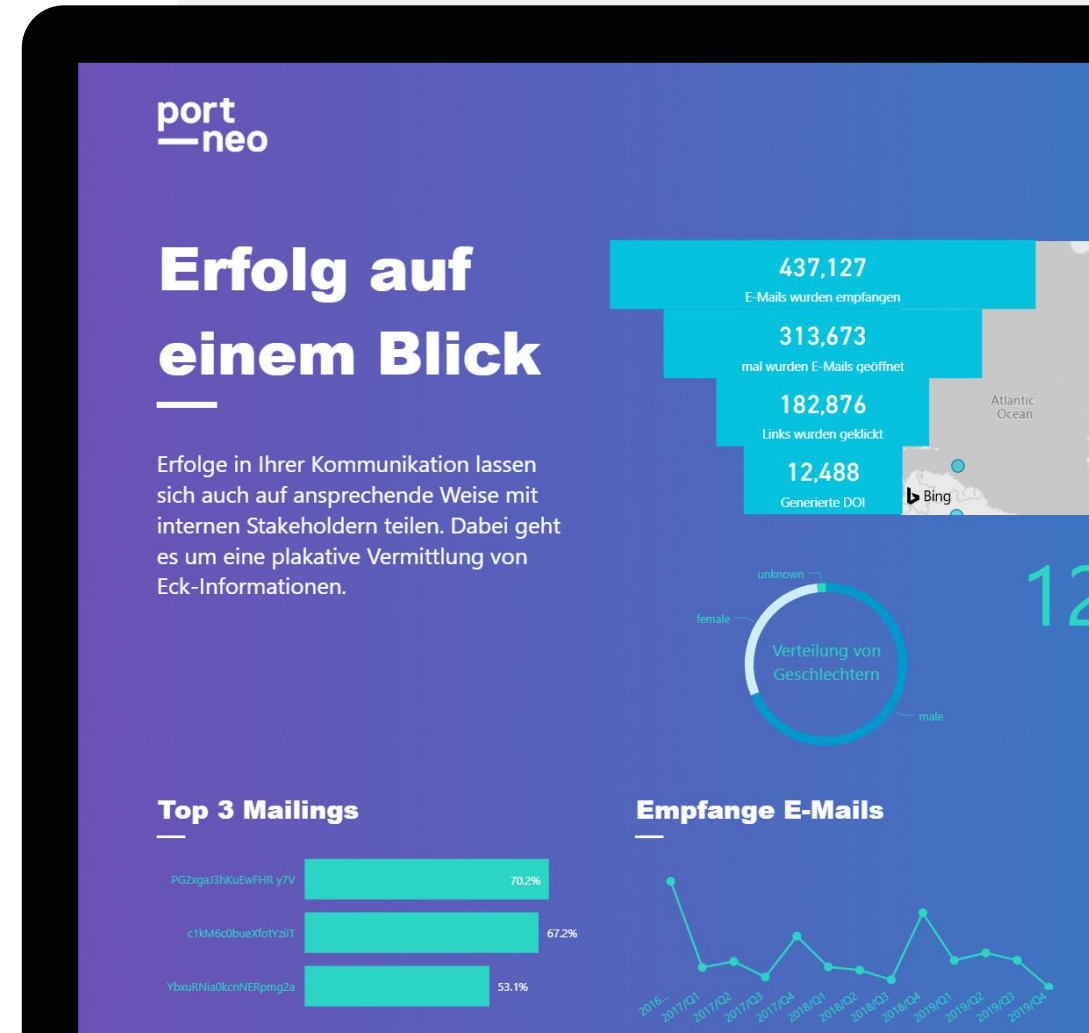 port
neo
Erfolg auf
einem Blick
Erfolge in Ihrer Kommunikation lassen
sich auch auf ansprechende Weise mit
internen Stakeholdern teilen. Dabei geht
es um eine plakative Vermittlung von
Eck-Informationen.
437,127
E-Mails wurden empfangen
313,673
mal wurden E-Mails geöffnet
182,876
Links wurden geklickt
12,488
Generierte DOI
Atlantic
Ocean
Bing
12
unknown
female
Verteilung von
Geschlechtern
male
Top 3 Mailings
PG2xgaJ3hKuEwFHR y7V
70.2%
c1kM6c0bueXfotYziIT
67.2%
YbxuRNia0kcnNERpmg2a
53.1%
Empfange E-Mails
2016...
2017/Q1
2017/Q2
2017/Q3
2017/Q4
2018/Q1
2018/Q2
2018/Q3
2018/Q4
2019/Q1
2019/Q2
2019/Q3
2019/Q4